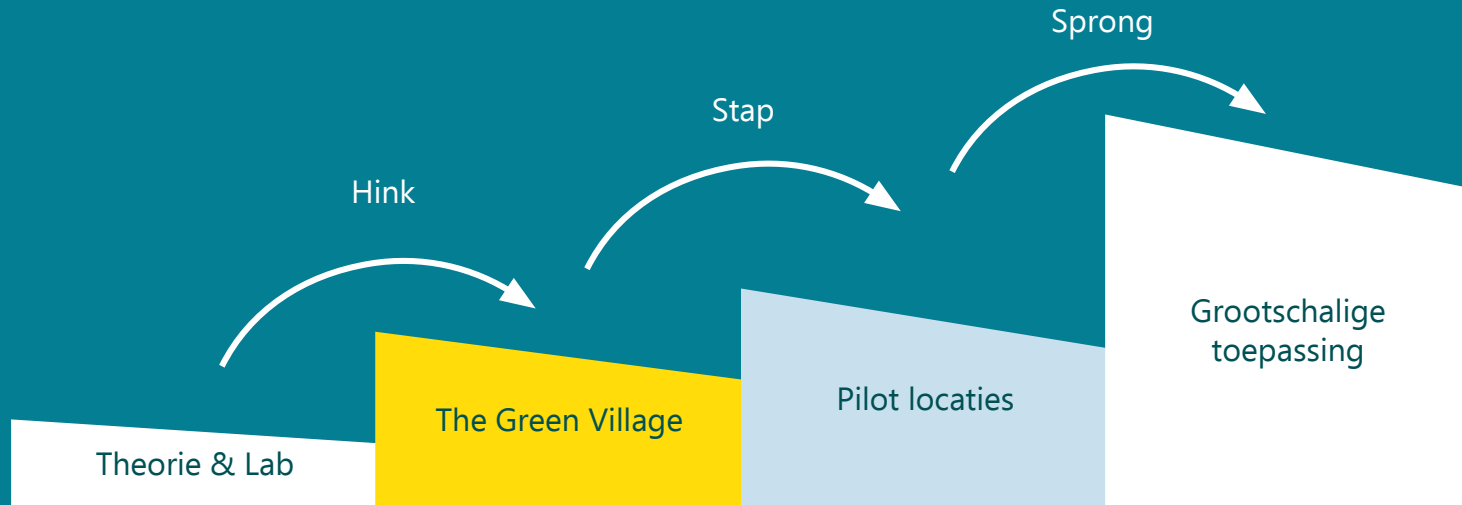 Sprong
Stap
Hink
Grootschalige
toepassing
Pilot locaties
The Green Village
Theorie & Lab